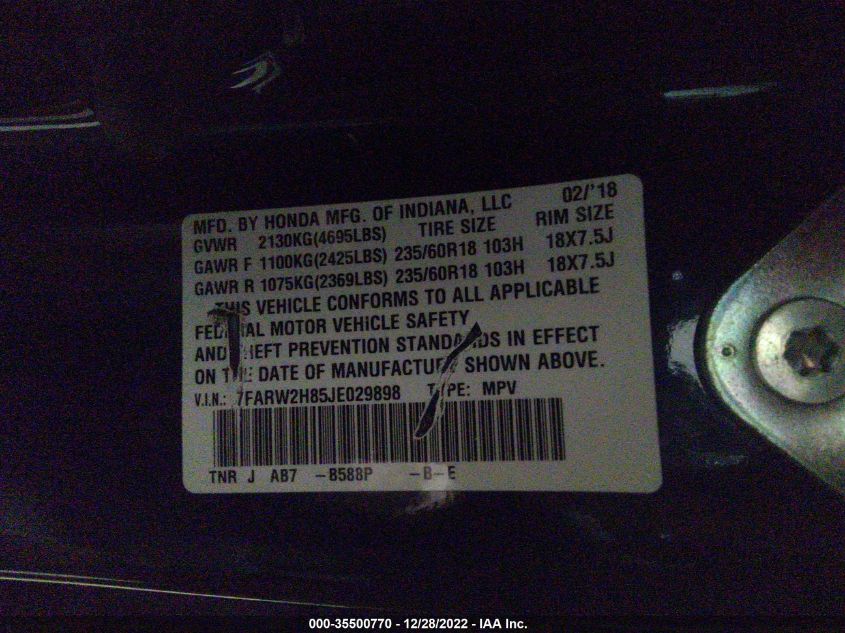 MFD. BY HONDA MFG. OF INDIANA, LLC 02/'18
GVWR 2130KG(4695LBS) TIRE SIZE RIM SIZE
GAWR F 1100KG(2425LBS) 235/60R18 103H 18X7.5J
GAWR R 1075KG(2369LBS) 235/60R18 103H 18X7.5J
THIS VEHICLE CONFORMS TO ALL APPLICABLE
FEDERAL MOTOR VEHICLE SAFETY
AND THEFT PREVENTION STANDARDS IN EFFECT
ON THE DATE OF MANUFACTURE SHOWN ABOVE.
V.I.N.: 7FARW2H85JE029898 TYPE: MPV
TNR J AB7 -B588P -B-E
000-35500770 - 12/28/2022 - IAA Inc.